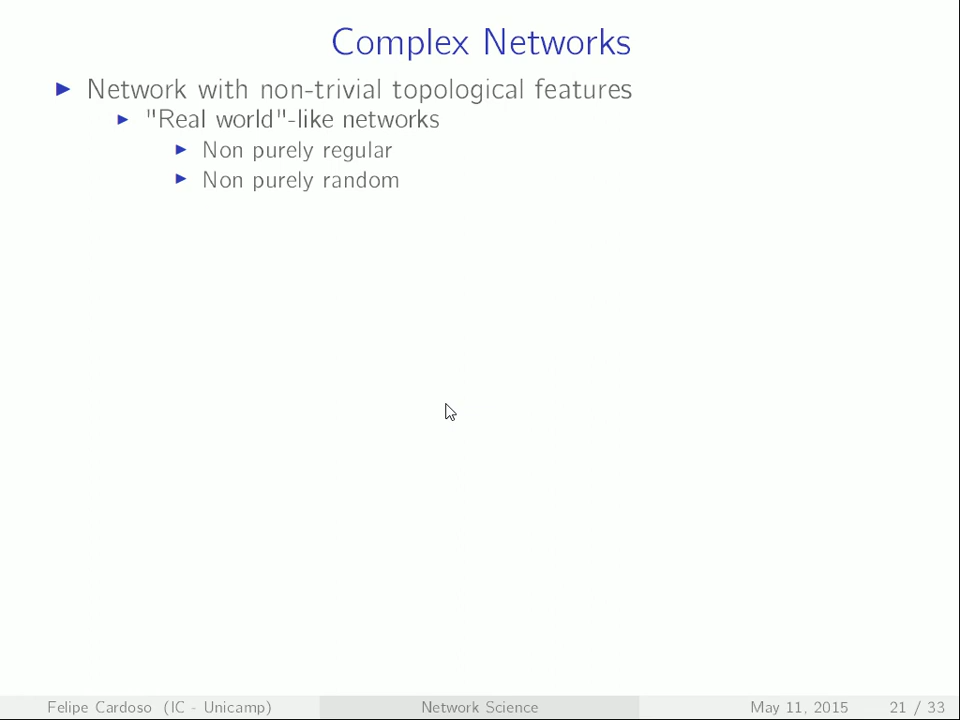 Complex Networks
Network with non-trivial topological features
"Real world"-like networks
Non purely regular
Non purely random
Felipe Cardoso (IC - Unicamp) Network Science May 11, 2015 21 / 33